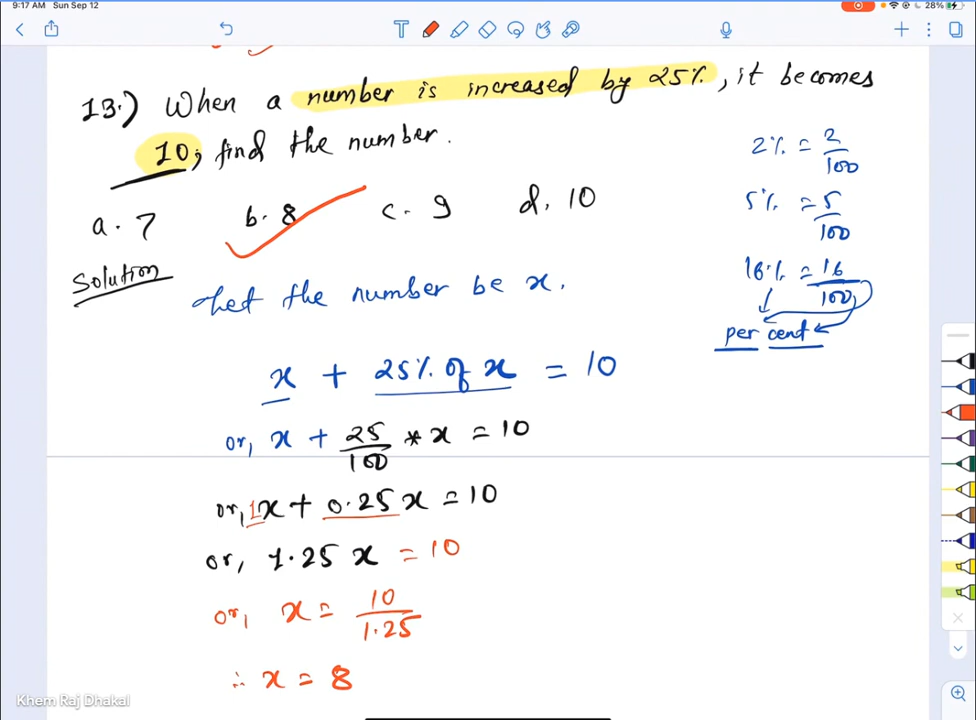 9:17 AM Sun Sep 12
28%
13.) When a number is increased by 25%, it becomes
10, find the number.
a. 7 b. 8 c. 9 d. 10
Solution
Let the number be x.
x + 25% of x = 10
or, x + 25/100 * x = 10
or, 1x + 0.25 x = 10
or, 1.25 x = 10
or, x = 10/1.25
∴ x = 8
2% = 2/100
5% = 5/100
16% = 16/100
per cent
Khem Raj Dhakal